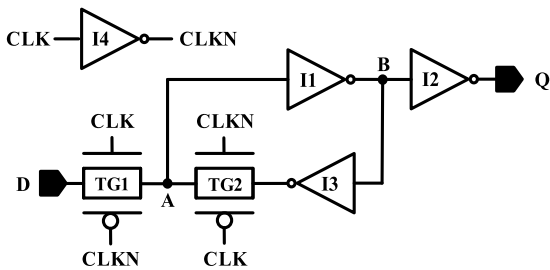 CLK I4 CLKN
I1 B I2 Q
CLK CLKN
D TG1 A TG2 I3
CLKN CLK